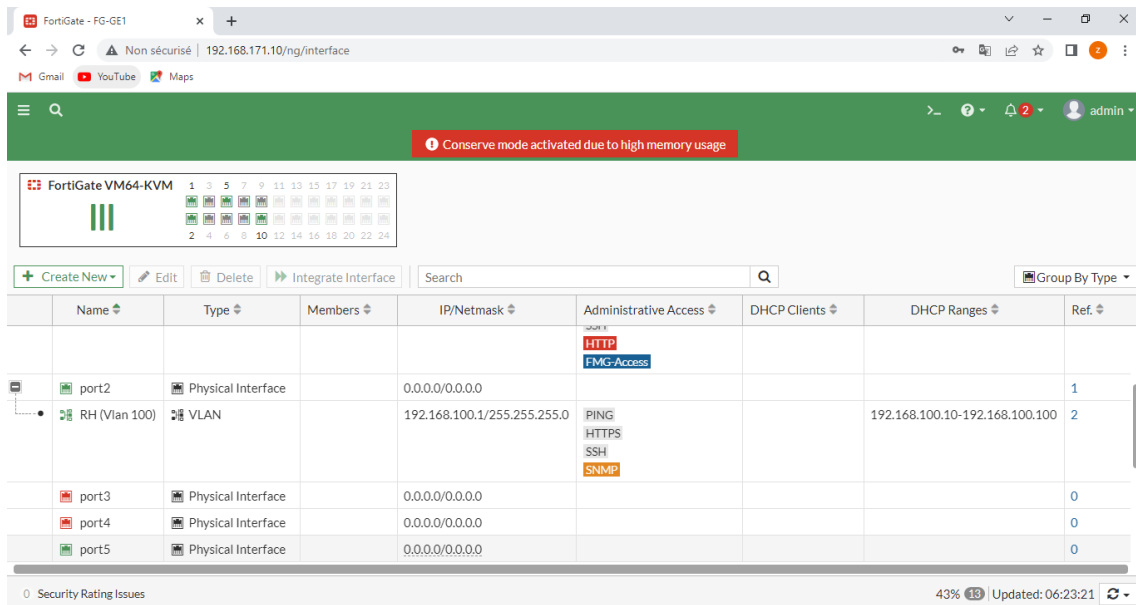 FortiGate - FG-GE1
Non sécurisé 192.168.171.10/ng/interface
Z
Gmail YouTube Maps
>_ ? 2 admin
Conserve mode activated due to high memory usage
FortiGate VM64-KVM 1 3 5 7 9 11 13 15 17 19 21 23
2 4 6 8 10 12 14 16 18 20 22 24
+ Create New Edit Delete Integrate Interface Search Group By Type
Name Type Members IP/Netmask Administrative Access DHCP Clients DHCP Ranges Ref.
SSH
HTTP
FMG-Access
port2 Physical Interface 0.0.0.0/0.0.0.0 1
RH (Vlan 100) VLAN 192.168.100.1/255.255.255.0 PING 192.168.100.10-192.168.100.100 2
HTTPS
SSH
SNMP
port3 Physical Interface 0.0.0.0/0.0.0.0 0
port4 Physical Interface 0.0.0.0/0.0.0.0 0
port5 Physical Interface 0.0.0.0/0.0.0.0 0
0 Security Rating Issues 43% 13 Updated: 06:23:21